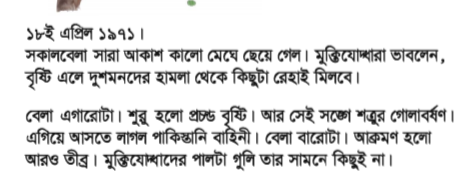 ১৮ই এপ্রিল ১৯৭১।
সকালবেলা সারা আকাশ কালো মেঘে ছেয়ে গেল। মুক্তিযোদ্ধারা ভাবলেন,
বৃষ্টি এলে দুশমনদের হামলা থেকে কিছুটা রেহাই মিলবে।
বেলা এগারোটা। শুরু হলো প্রচন্ড বৃষ্টি। আর সেই সঙ্গে শত্রুর গোলাবর্ষণ।
এগিয়ে আসতে লাগল পাকিস্তানি বাহিনী। বেলা বারোটা। আক্রমণ হলো
আরও তীব্র। মুক্তিযোদ্ধাদের পালটা গুলি তার সামনে কিছুই না।